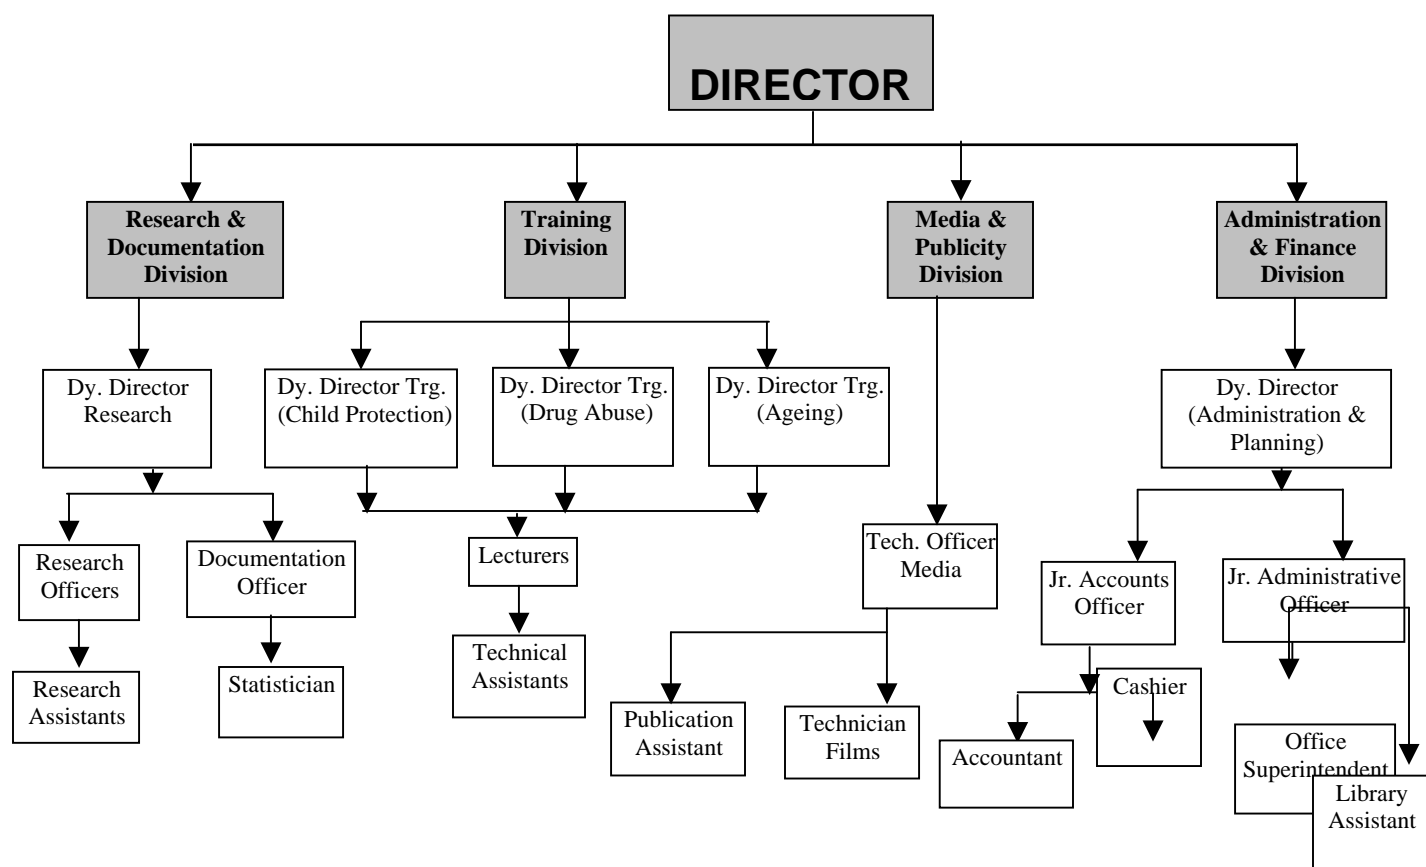 DIRECTOR
Research &
Documentation
Division
Training
Division
Media &
Publicity
Division
Administration
& Finance
Division
Dy. Director
Research
Dy. Director Trg.
(Child Protection)
Dy. Director Trg.
(Drug Abuse)
Dy. Director Trg.
(Ageing)
Dy. Director
(Administration &
Planning)
Research
Officers
Documentation
Officer
Lecturers
Tech. Officer
Media
Jr. Accounts
Officer
Jr. Administrative
Officer
Research
Assistants
Statistician
Technical
Assistants
Publication
Assistant
Technician
Films
Accountant
Cashier
Office
Superintendent
Library
Assistant